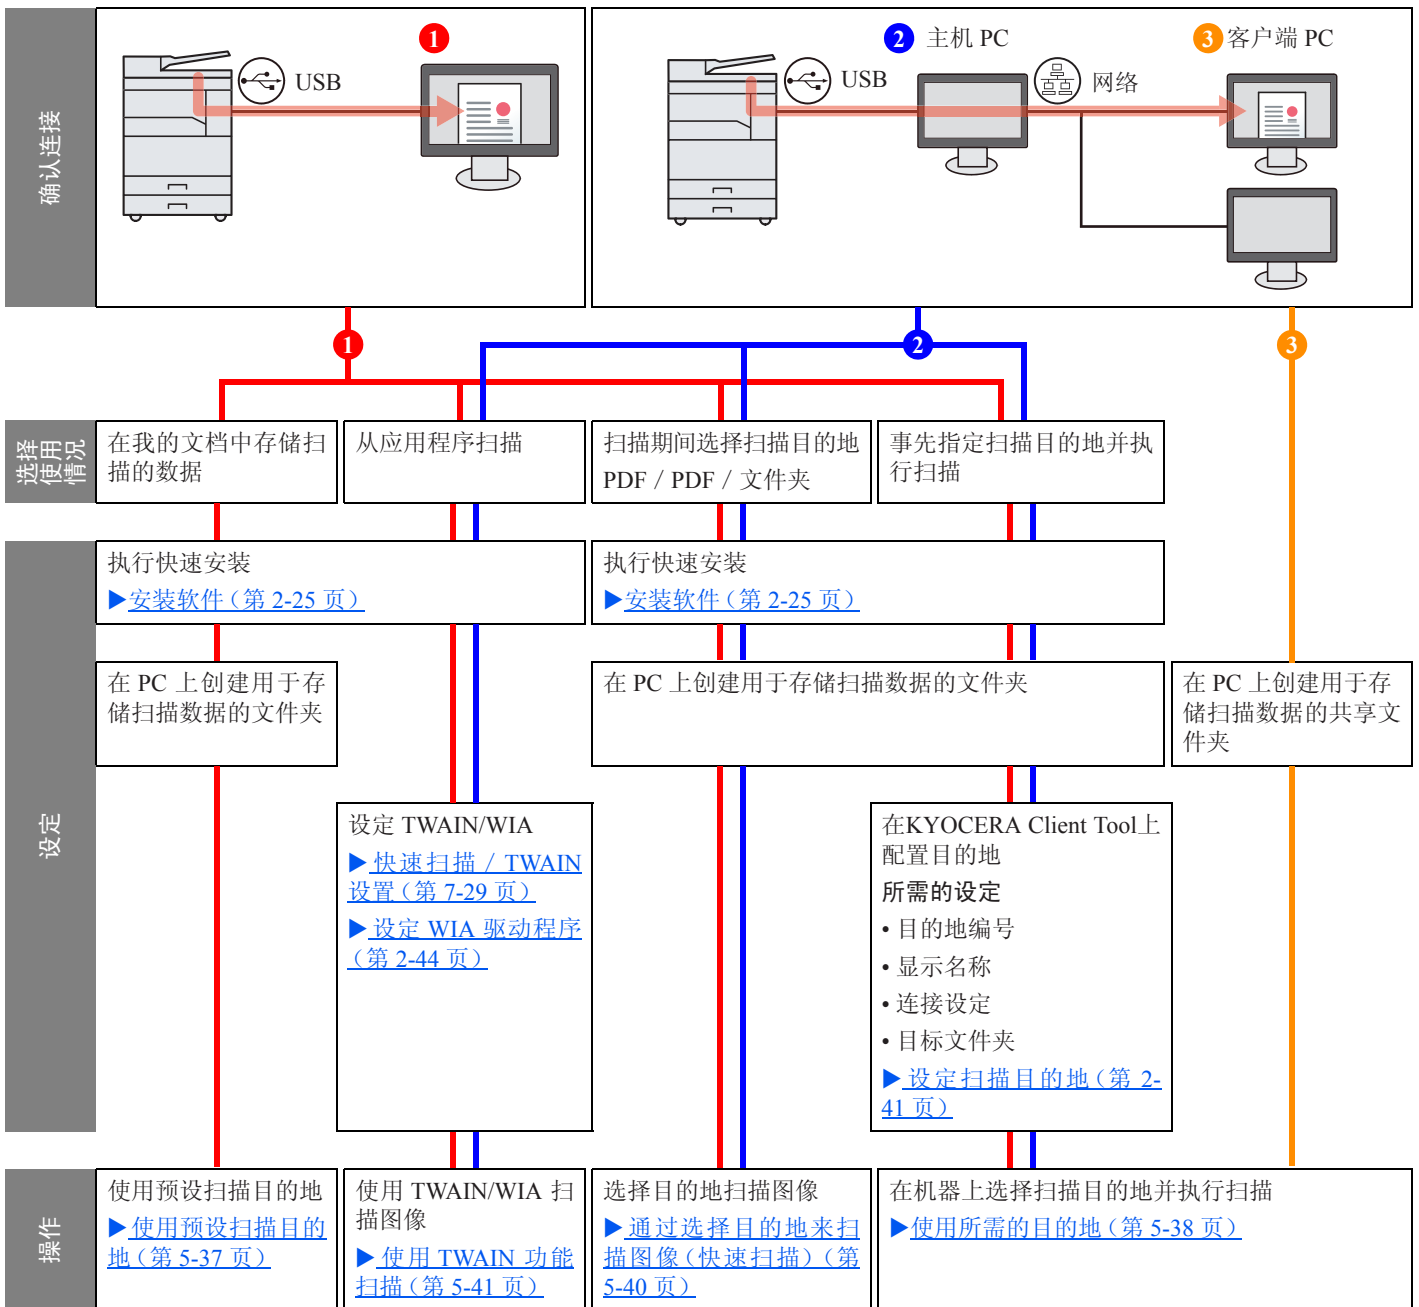 确认连接
1
USB
2 主机 PC
USB
网络
3 客户端 PC
1
2
3
选择
使用
情况
在我的文档中存储扫
描的数据
从应用程序扫描
扫描期间选择扫描目的地
PDF / PDF / 文件夹
事先指定扫描目的地并执
行扫描
设定
执行快速安装
▶安装软件（第 2-25 页）
执行快速安装
▶安装软件（第 2-25 页）
在 PC 上创建用于存
储扫描数据的文件夹
在 PC 上创建用于存储扫描数据的文件夹
在 PC 上创建用于存
储扫描数据的共享文
件夹
设定 TWAIN/WIA
▶快速扫描 / TWAIN
设置（第 7-29 页）
▶设定 WIA 驱动程序
（第 2-44 页）
在KYOCERA Client Tool上
配置目的地
所需的设定
• 目的地编号
• 显示名称
• 连接设定
• 目标文件夹
▶设定扫描目的地（第 2-
41 页）
操作
使用预设扫描目的地
▶使用预设扫描目的
地（第 5-37 页）
使用 TWAIN/WIA 扫
描图像
▶使用 TWAIN 功能
扫描（第 5-41 页）
选择目的地扫描图像
▶通过选择目的地来扫
描图像（快速扫描）（第
5-40 页）
在机器上选择扫描目的地并执行扫描
▶使用所需的目的地（第 5-38 页）